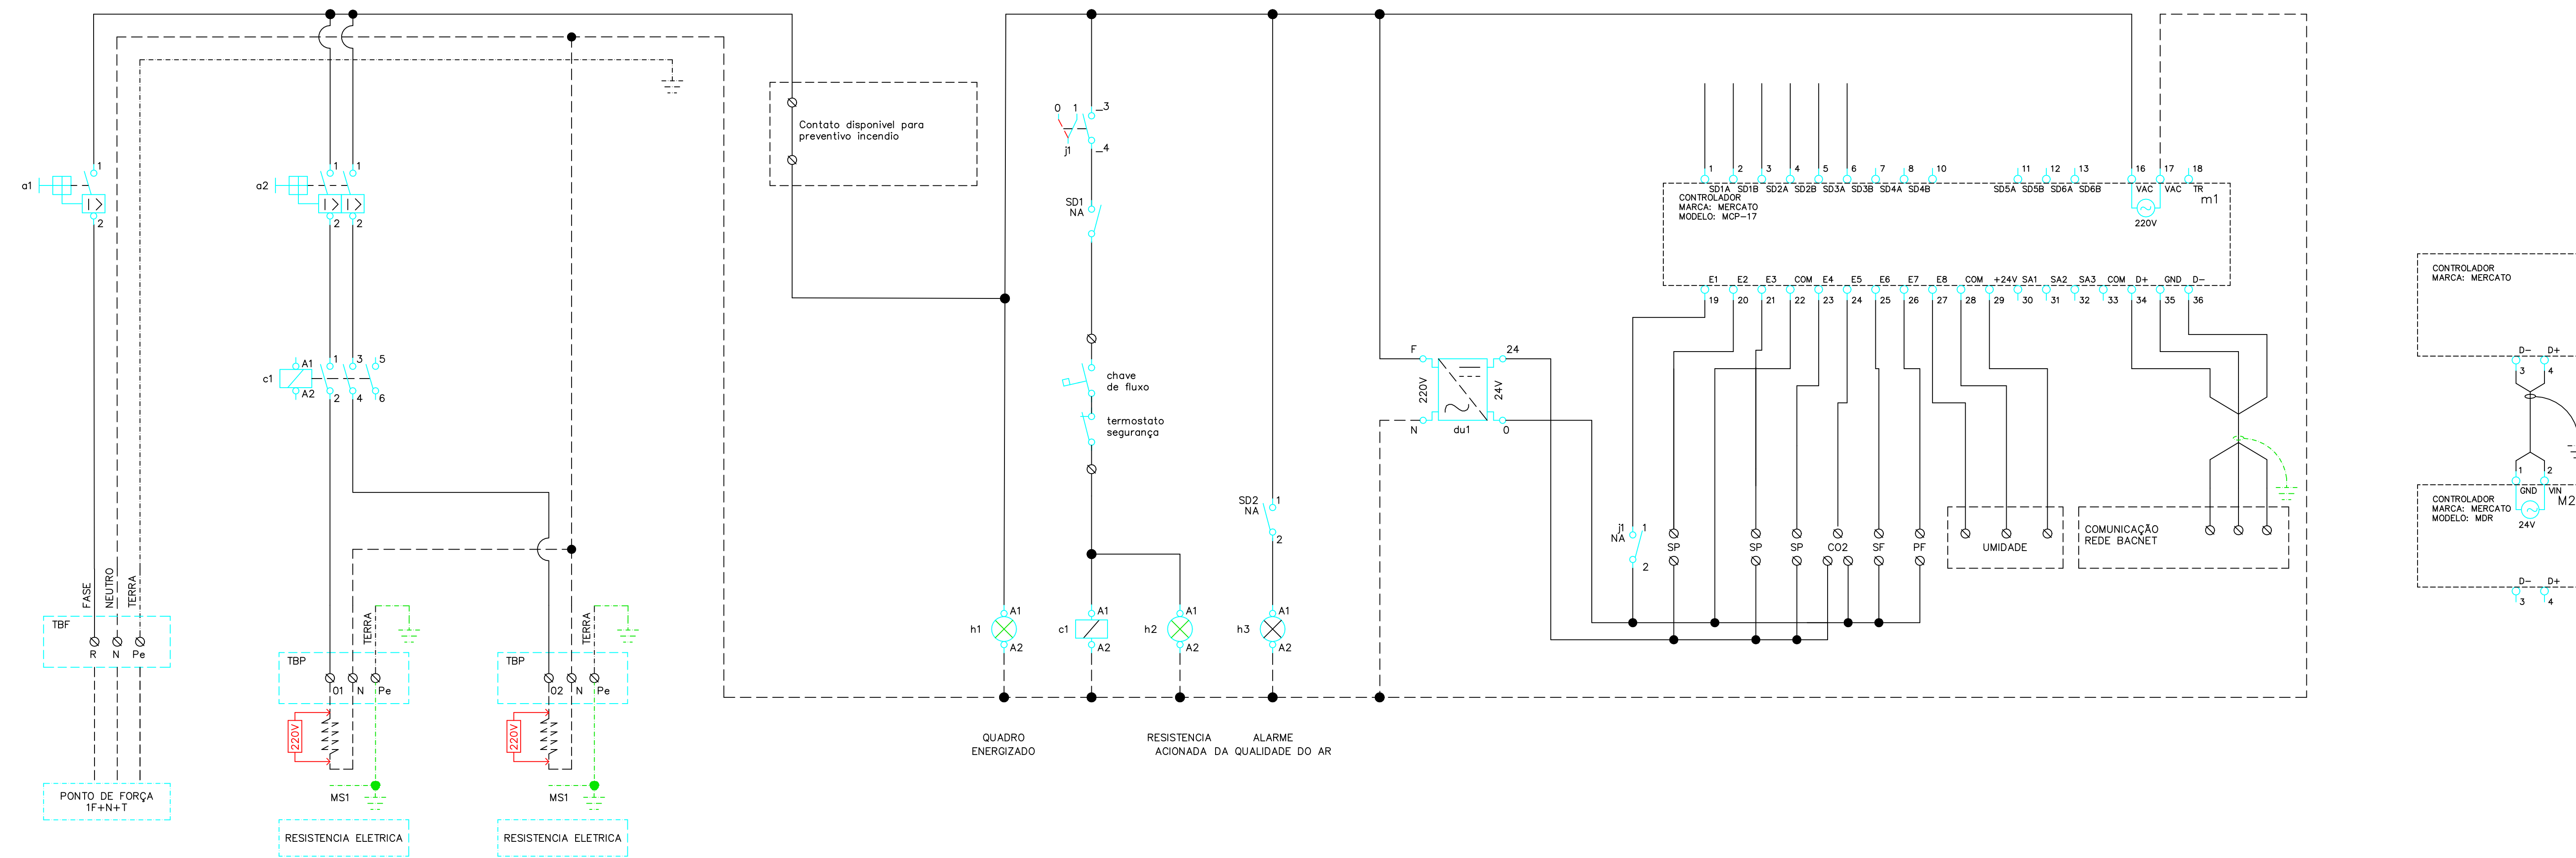 a1
1
2
a2
1
1
2
2
Contato disponivel para
preventivo incendio
0 1 _3
j1 _4
SD1
NA
c1
A1 1 3 5
A2 2 4 6
chave
de fluxo
termostato
segurança
SD2
NA
1
2
F 24
220V
24V
N du1 0
1 2 3 4 5 6 7 8 10 11 12 13 16 17 18
SD1A SD1B SD2A SD2B SD3A SD3B SD4A SD4B SD5A SD5B SD6A SD6B VAC VAC TR
CONTROLADOR
MARCA: MERCATO
MODELO: MCP-17
m1
220V
E1 E2 E3 COM E4 E5 E6 E7 E8 COM +24V SA1 SA2 SA3 COM D+ GND D-
19 20 21 22 23 24 25 26 27 28 29 30 31 32 33 34 35 36
CONTROLADOR
MARCA: MERCATO
D- D+
3 4
1 2
GND VIN
CONTROLADOR
MARCA: MERCATO
MODELO: MDR
M2
24V
D- D+
3 4
j1
NA
1
2
SP
SP
SP
CO2
SF
PF
UMIDADE
COMUNICAÇÃO
REDE BACNET
FASE
NEUTRO
TERRA
TBF
R N Pe
TERRA
TBP
01 N Pe
220V
MS1
TERRA
TBP
02 N Pe
220V
MS1
h1
A1
A2
c1
A1
A2
h2
A1
A2
h3
A1
A2
QUADRO
ENERGIZADO
RESISTENCIA
ACIONADA
ALARME
DA QUALIDADE DO AR
PONTO DE FORÇA
1F+N+T
RESISTENCIA ELETRICA
RESISTENCIA ELETRICA